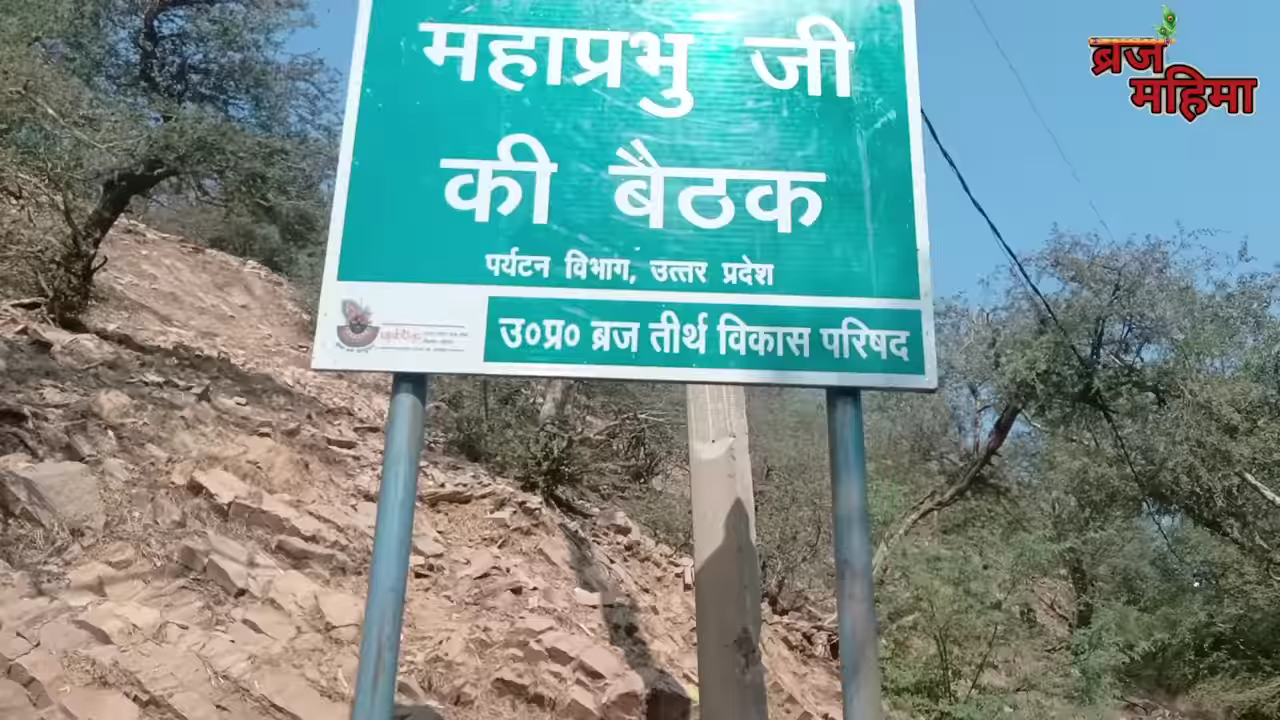 ब्रज
महिमा
महाप्रभु जी
की बैठक
पर्यटन विभाग, उत्तर प्रदेश
उ०प्र० ब्रज तीर्थ विकास परिषद